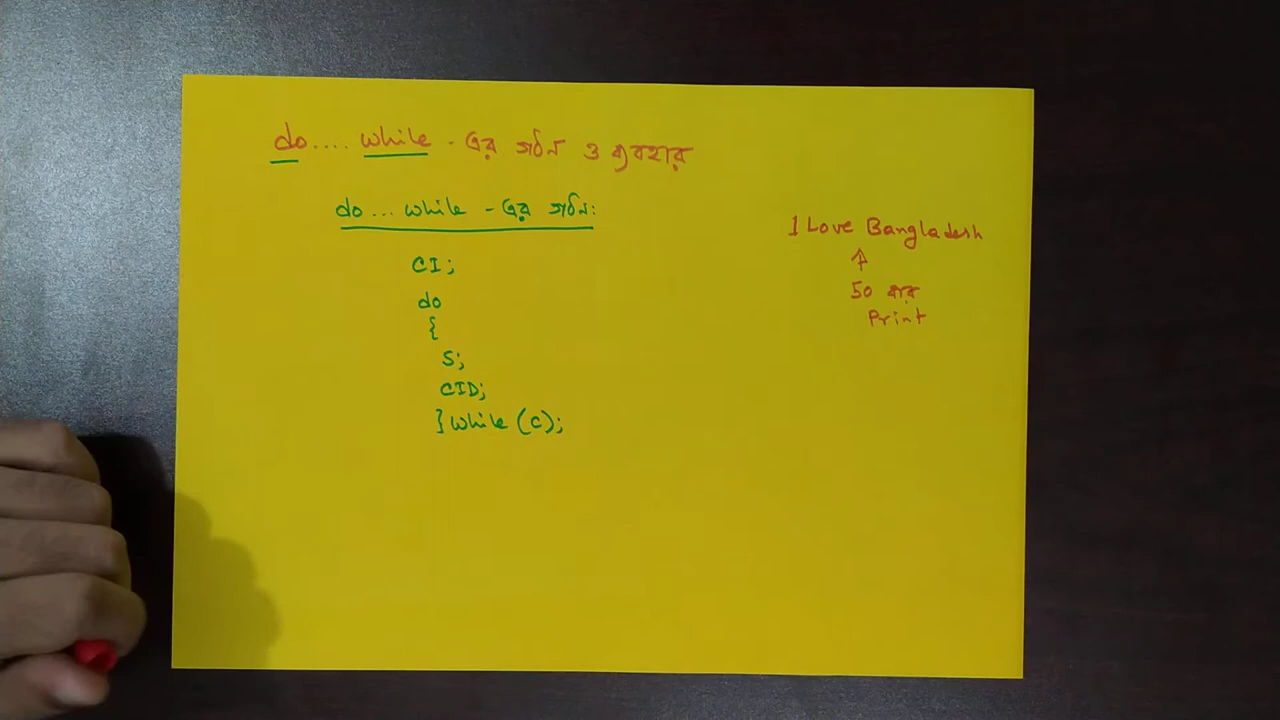 do.... while - এর গঠন ও ব্যবহার
do... while - এর গঠন:
CI;
do
{
S;
CID;
} while (c);
I Love Bangladesh
↑
50 বার
Print